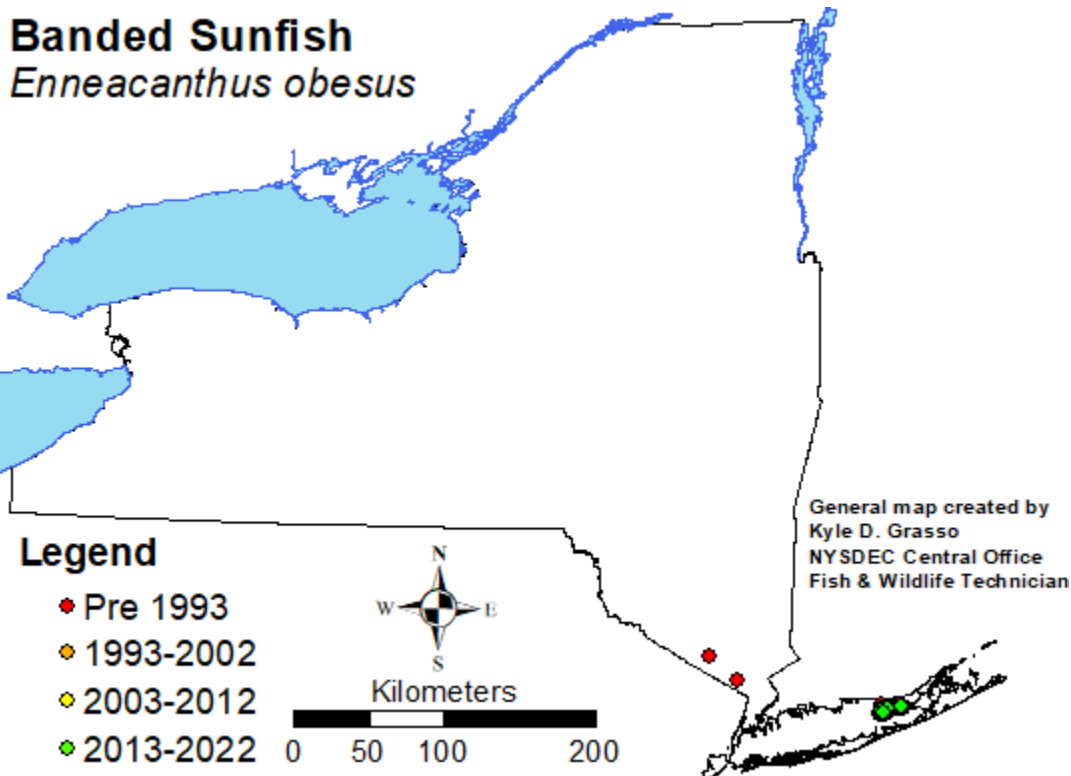 Banded Sunfish
Enneacanthus obesus
General map created by
Kyle D. Grasso
NYSDEC Central Office
Fish & Wildlife Technician
Legend
Pre 1993
1993-2002
2003-2012
2013-2022
N
W E
S
Kilometers
0 50 100 200